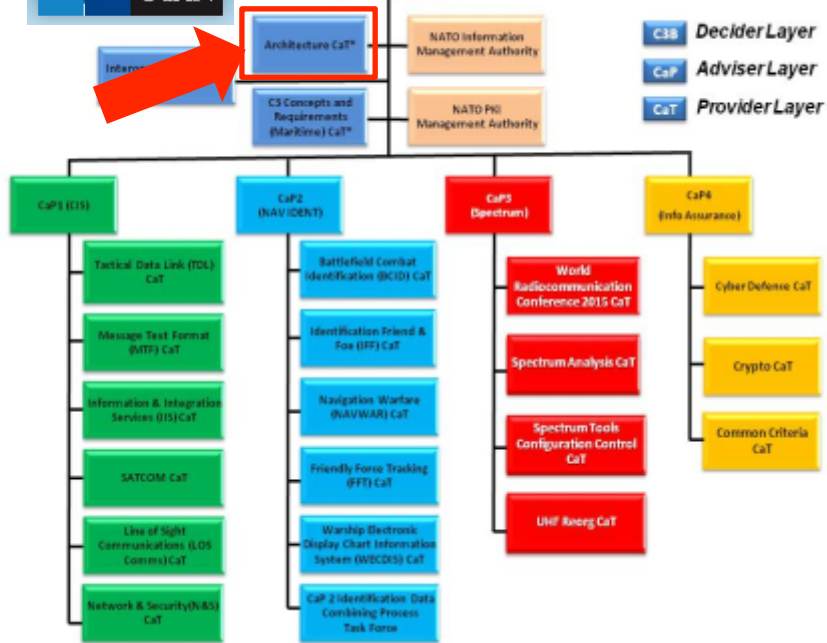 Architecture CaT*
NATO Information
Management Authority
C3B Decider Layer
CaP Adviser Layer
CaT Provider Layer
C3 Concepts and
Requirements
(Maritime) CaT*
NATO PKI
Management Authority
CaP1 (CIS)
Tactical Data Link (TDL)
CaT
Message Text Format
(MTF) CaT
Information & Integration
Services (IIS) CaT
SATCOM CaT
Line of Sight
Communications (LOS
Comms) CaT
Network & Security(N&S)
CaT
CaP2
(NAV IDENT)
Battlefield Combat
Identification (BCID) CaT
Identification Friend &
Foe (IFF) CaT
Navigation Warfare
(NAVWAR) CaT
Friendly Force Tracking
(FFT) CaT
Warship Electronic
Display Chart Information
System (WECDIS) CaT
CaP 2 Identification Data
Combining Process
Task Force
CaP3
(Spectrum)
World
Radiocommunication
Conference 2015 CaT
Spectrum Analysis CaT
Spectrum Tools
Configuration Control
CaT
UHF Reorg CaT
CaP4
(Info Assurance)
Cyber Defense CaT
Crypto CaT
Common Criteria
CaT